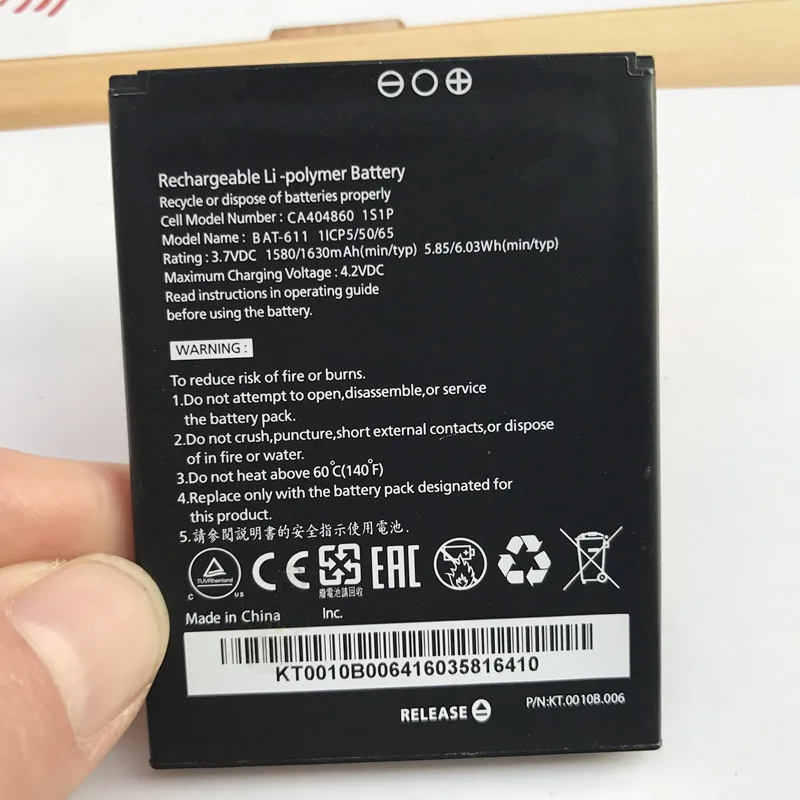 Rechargeable Li -polymer Battery
Recycle or dispose of batteries properly
Cell Model Number : CA404860 1S1P
Model Name : BAT-611 1ICP5/50/65
Rating : 3.7VDC 1580/1630mAh(min/typ) 5.85/6.03Wh(min/typ)
Maximum Charging Voltage : 4.2VDC
Read instructions in operating guide
before using the battery.
WARNING :
To reduce risk of fire or burns.
1.Do not attempt to open,disassemble,or service
the battery pack.
2.Do not crush,puncture,short external contacts,or dispose
of in fire or water.
3.Do not heat above 60°C(140°F)
4.Replace only with the battery pack designated for
this product.
5.請參閱説明書的安全指示使用電池.
TUVRheinland
C US
CE
EAC
廢電池請回收
Made in China Inc.
KT0010B006416035816410
RELEASE
P/N:KT.0010B.006